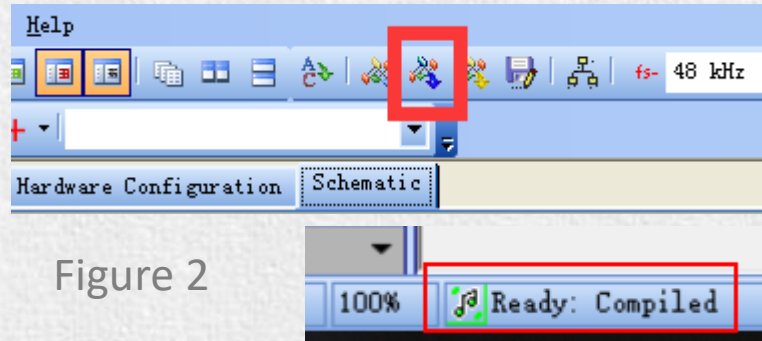 Help
fs- 48 kHz
Hardware Configuration Schematic
Figure 2
100% Ready: Compiled